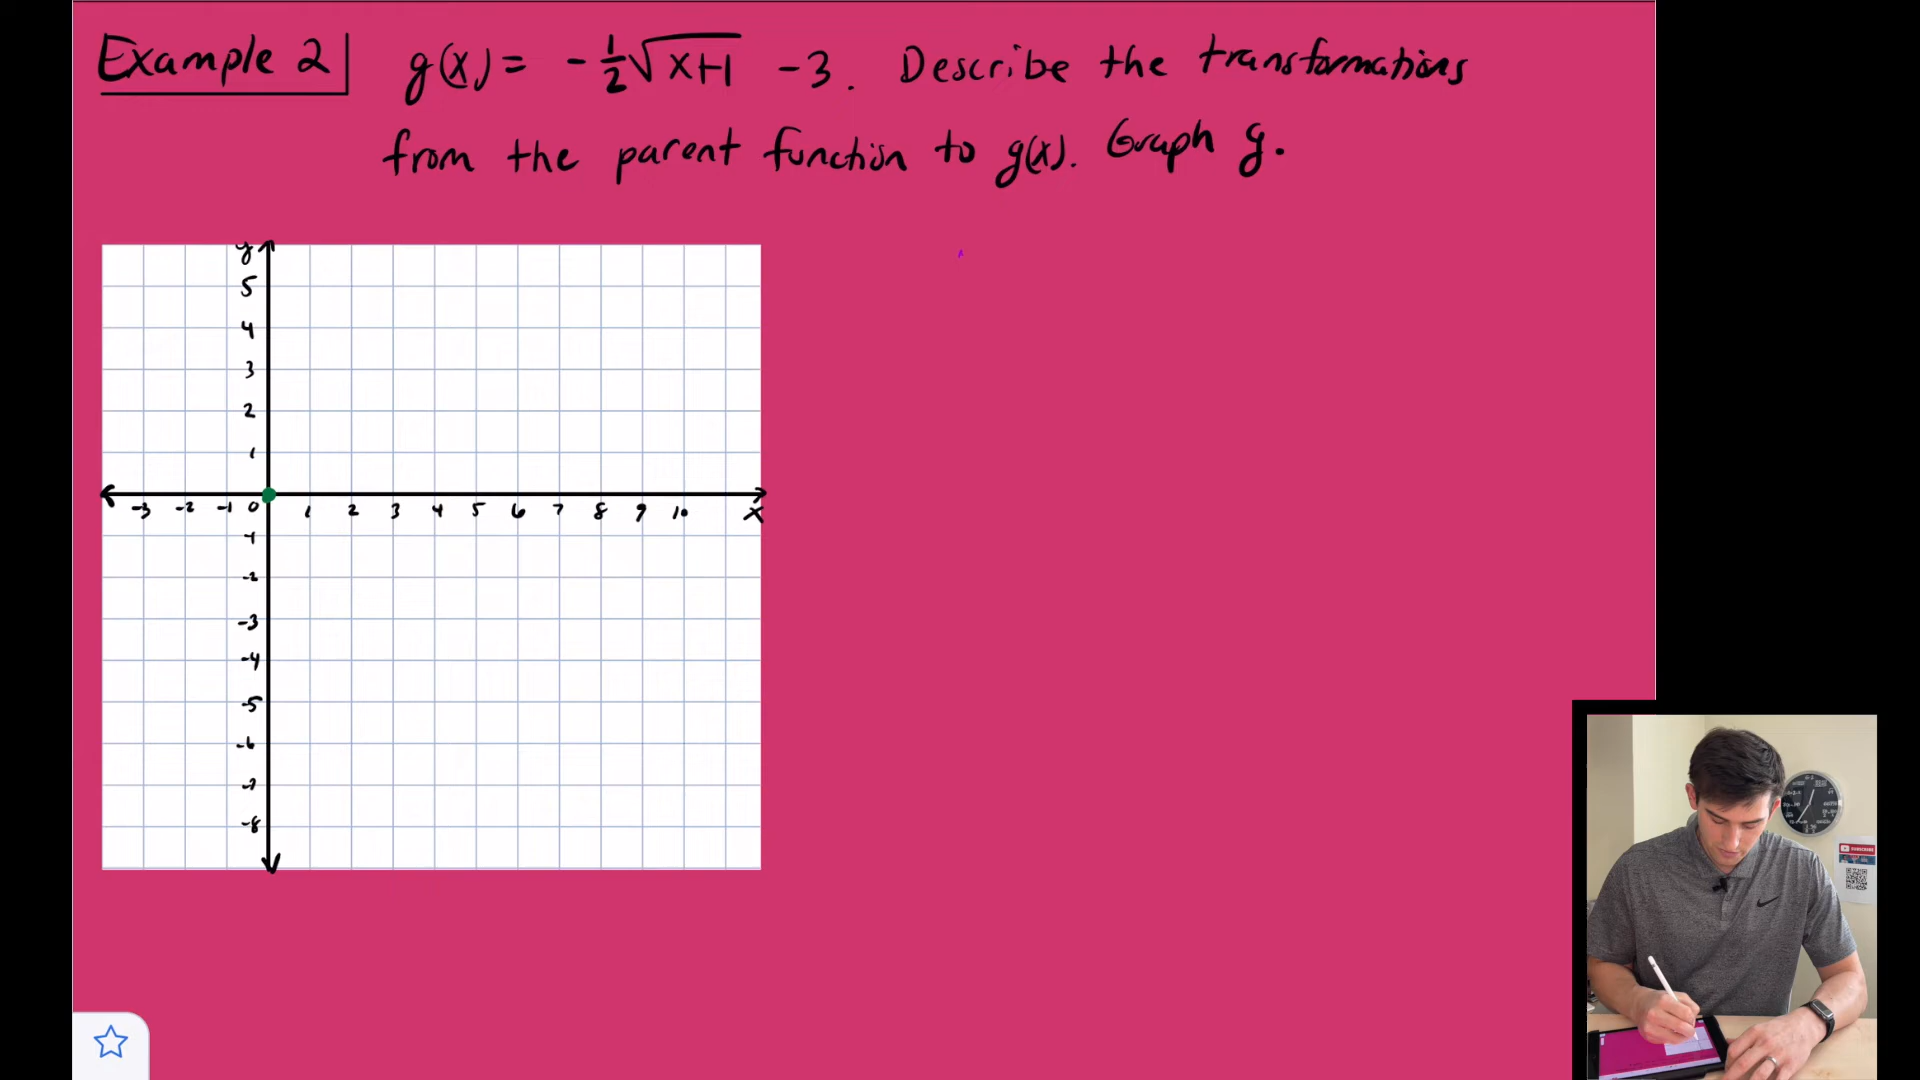 Example 2 g(x) = -½√(x+1) - 3. Describe the transformations
from the parent function to g(x). Graph g.
y
5
4
3
2
1
-3 -2 -1 0 1 2 3 4 5 6 7 8 9 10 x
-1
-2
-3
-4
-5
-6
-7
-8
SUBSCRIBE